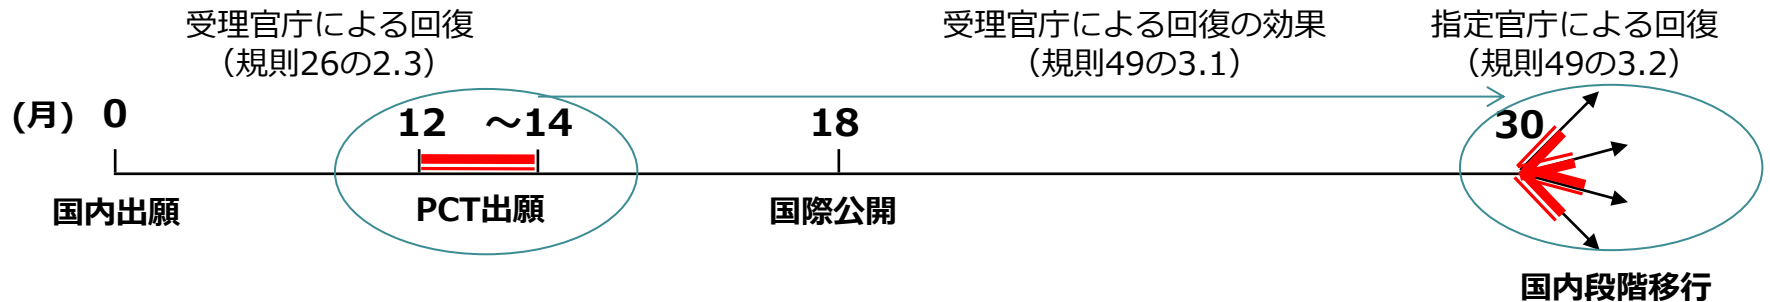 受理官庁による回復
（規則26の2.3）
受理官庁による回復の効果
（規則49の3.1）
指定官庁による回復
（規則49の3.2）
(月) 0
12 ～14
18
30
国内出願
PCT出願
国際公開
国内段階移行